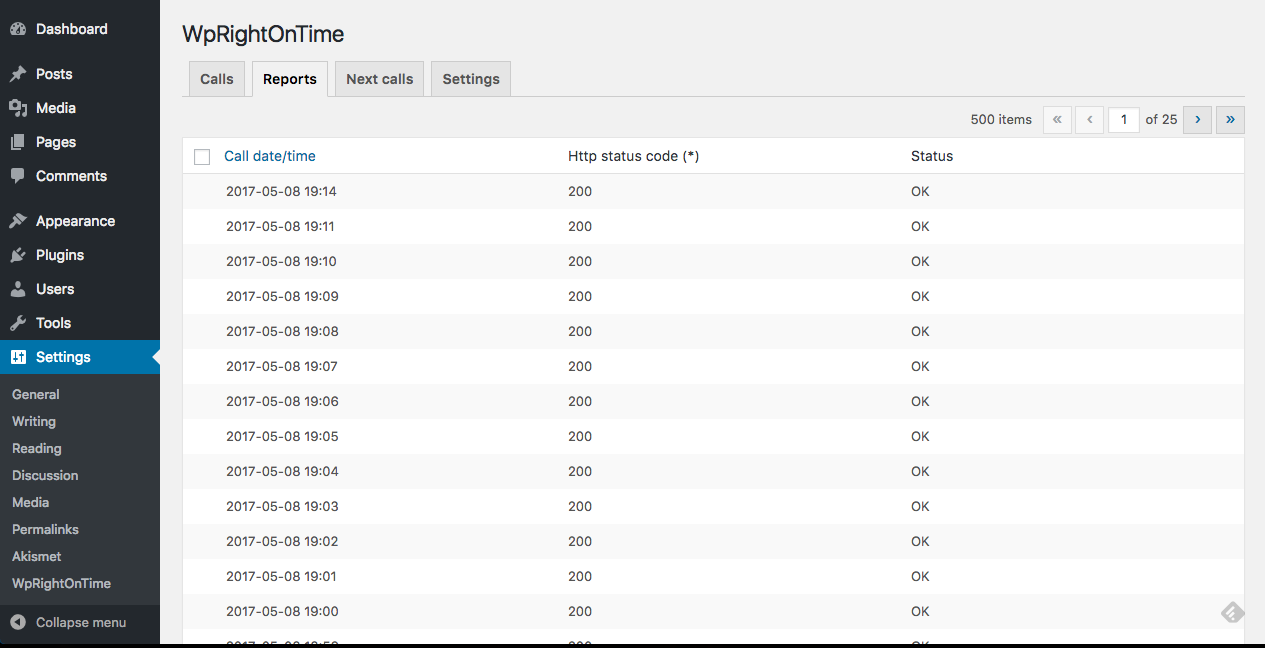 Dashboard
Posts
Media
Pages
Comments
Appearance
Plugins
Users
Tools
Settings
General
Writing
Reading
Discussion
Media
Permalinks
Akismet
WpRightOnTime
Collapse menu
WpRightOnTime
Calls Reports Next calls Settings
500 items « ‹ 1 of 25 › »
Call date/time Http status code (*) Status
2017-05-08 19:14 200 OK
2017-05-08 19:11 200 OK
2017-05-08 19:10 200 OK
2017-05-08 19:09 200 OK
2017-05-08 19:08 200 OK
2017-05-08 19:07 200 OK
2017-05-08 19:06 200 OK
2017-05-08 19:05 200 OK
2017-05-08 19:04 200 OK
2017-05-08 19:03 200 OK
2017-05-08 19:02 200 OK
2017-05-08 19:01 200 OK
2017-05-08 19:00 200 OK